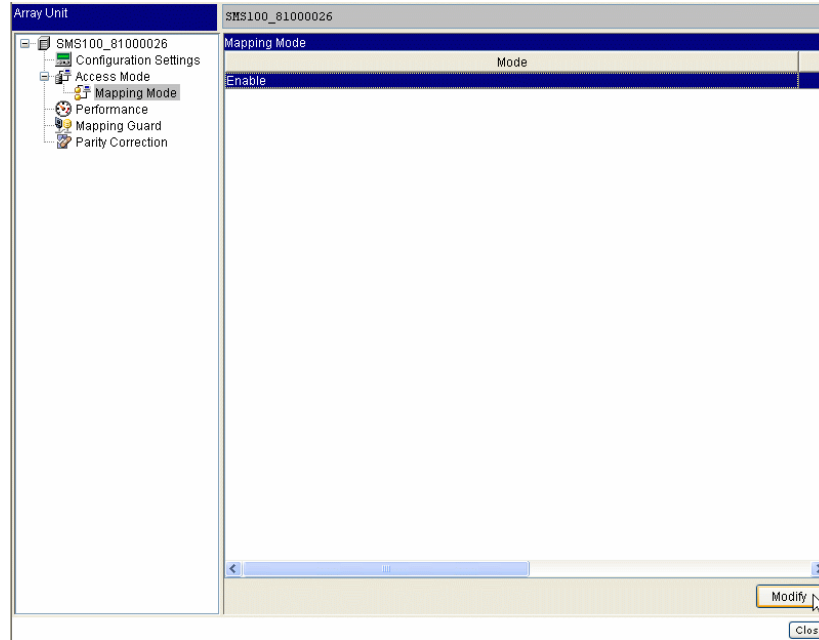 Array Unit
SMS100_81000026
SMS100_81000026
Configuration Settings
Access Mode
Mapping Mode
Performance
Mapping Guard
Parity Correction
Mapping Mode
Mode
Enable
Modify
Clos